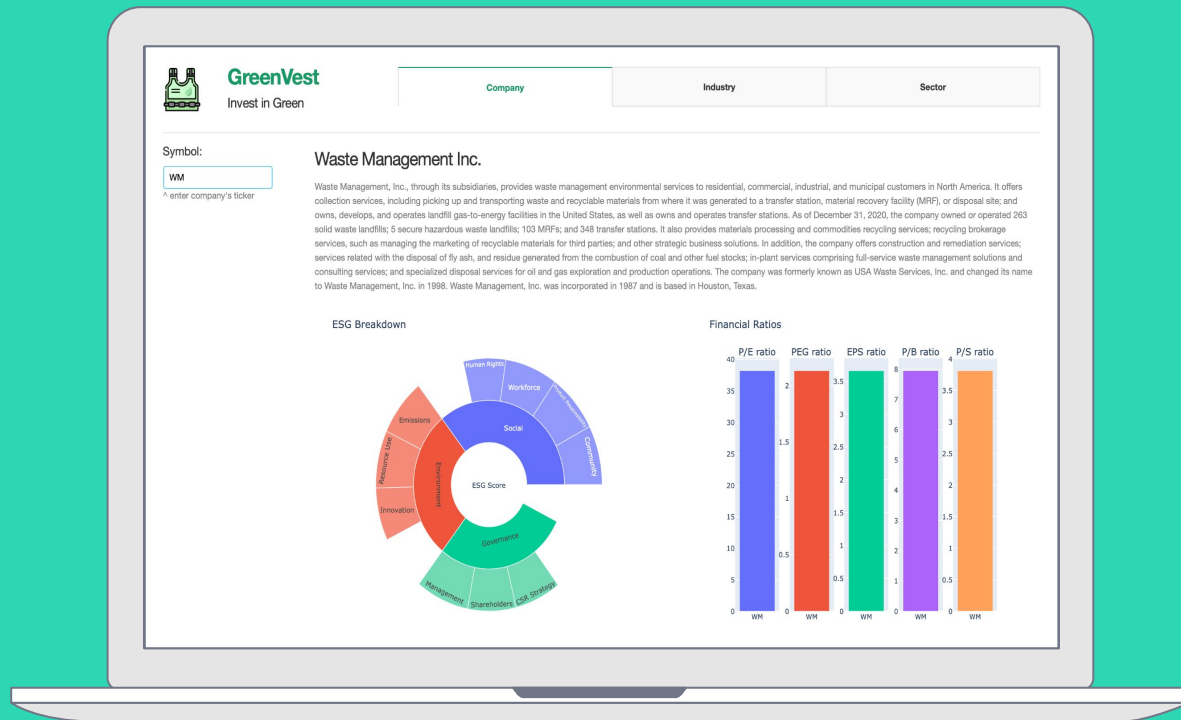 GreenVest
Invest in Green
Company
Industry
Sector
Symbol:
WM
^ enter company's ticker
Waste Management Inc.
Waste Management, Inc., through its subsidiaries, provides waste management environmental services to residential, commercial, industrial, and municipal customers in North America. It offers
collection services, including picking up and transporting waste and recyclable materials from where it was generated to a transfer station, material recovery facility (MRF), or disposal site; and
owns, develops, and operates landfill gas-to-energy facilities in the United States, as well as owns and operates transfer stations. As of December 31, 2020, the company owned or operated 263
solid waste landfills; 5 secure hazardous waste landfills; 103 MRFs; and 348 transfer stations. It also provides materials processing and commodities recycling services; recycling brokerage
services, such as managing the marketing of recyclable materials for third parties; and other strategic business solutions. In addition, the company offers construction and remediation services;
services related with the disposal of fly ash, and residue generated from the combustion of coal and other fuel stocks; in-plant services comprising full-service waste management solutions and
consulting services; and specialized disposal services for oil and gas exploration and production operations. The company was formerly known as USA Waste Services, Inc. and changed its name
to Waste Management, Inc. in 1998. Waste Management, Inc. was incorporated in 1987 and is based in Houston, Texas.
ESG Breakdown
Human Rights
Workforce
Product Responsibility
Community
Social
Emissions
Resource Use
Innovation
Environment
ESG Score
Governance
Management
Shareholders
CSR Strategy
Financial Ratios
P/E ratio
PEG ratio
EPS ratio
P/B ratio
P/S ratio
40
35
30
25
20
15
10
5
0
WM
2
1.5
1
0.5
0
WM
3.5
3
2.5
2
1.5
1
0.5
0
WM
8
7
6
5
4
3
2
1
0
WM
4
3.5
3
2.5
2
1.5
1
0.5
0
WM